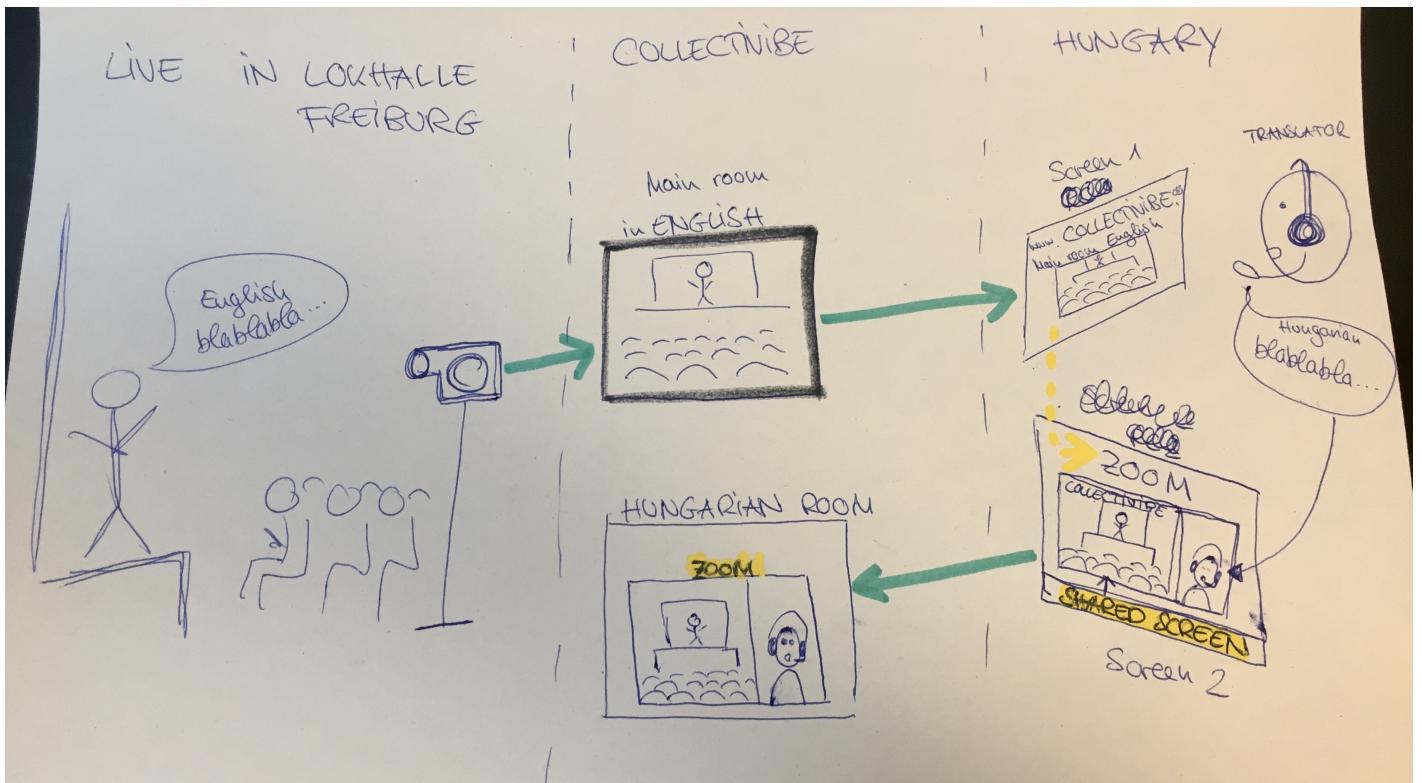 LIVE IN LOKHALLE
FREIBURG
English
blablabla...
COLLECTIVIBE
Main room
in ENGLISH
HUNGARIAN ROOM
ZOOM
HUNGARY
TRANSLATOR
Screen 1
www. COLLECTIVIBE.
Main room English
Hungarian
blablabla....
ZOOM
COLLECTIVIBE
SHARED SCREEN
Screen 2